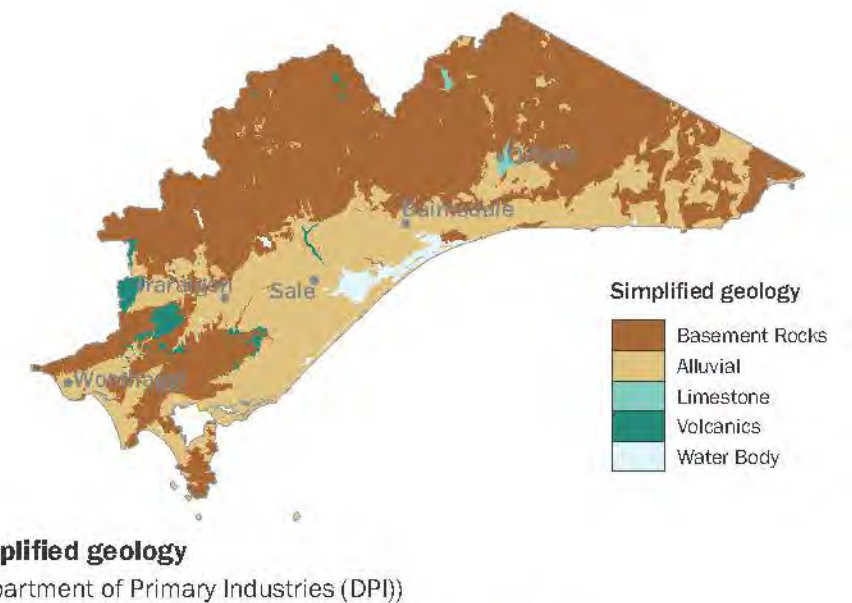 Bairnsdale
Traralgon
Sale
Wonthaggi
Simplified geology
Basement Rocks
Alluvial
Limestone
Volcanics
Water Body
plified geology
partment of Primary Industries (DPI))